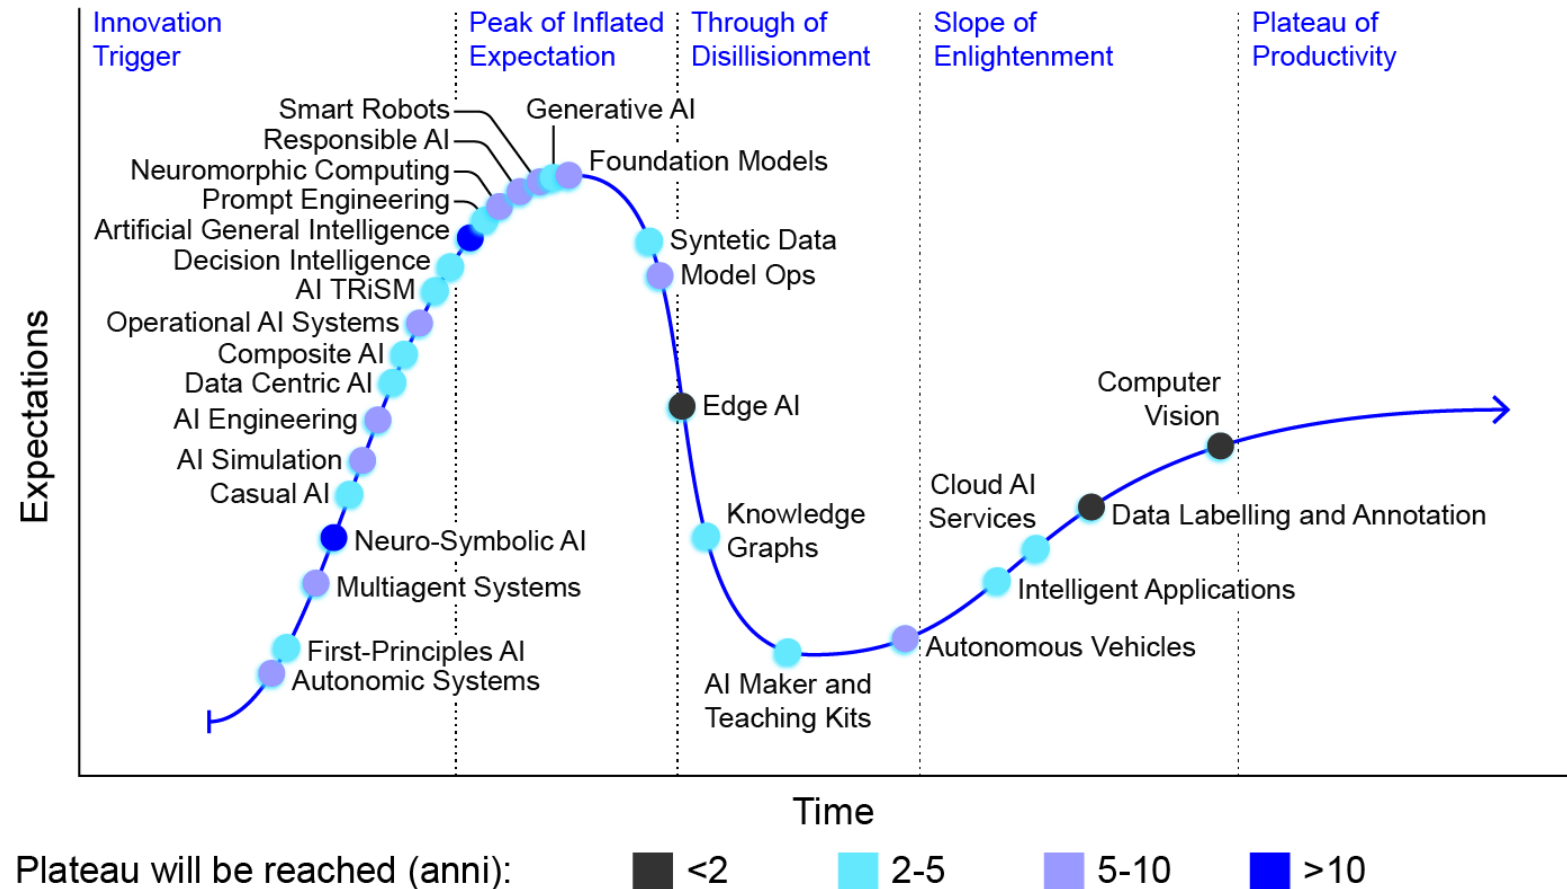 Innovation
Trigger
Peak of Inflated
Expectation
Through of
Disillisionment
Slope of
Enlightenment
Plateau of
Productivity
Smart Robots
Generative AI
Responsible AI
Foundation Models
Neuromorphic Computing
Prompt Engineering
Artificial General Intelligence
Syntetic Data
Decision Intelligence
Model Ops
AI TRiSM
Operational AI Systems
Composite AI
Data Centric AI
Edge AI
Computer
Vision
AI Engineering
AI Simulation
Casual AI
Cloud AI
Services
Knowledge
Graphs
Data Labelling and Annotation
Neuro-Symbolic AI
Multiagent Systems
Intelligent Applications
First-Principles AI
Autonomous Vehicles
Autonomic Systems
AI Maker and
Teaching Kits
Expectations
Time
Plateau will be reached (anni):
<2
2-5
5-10
>10